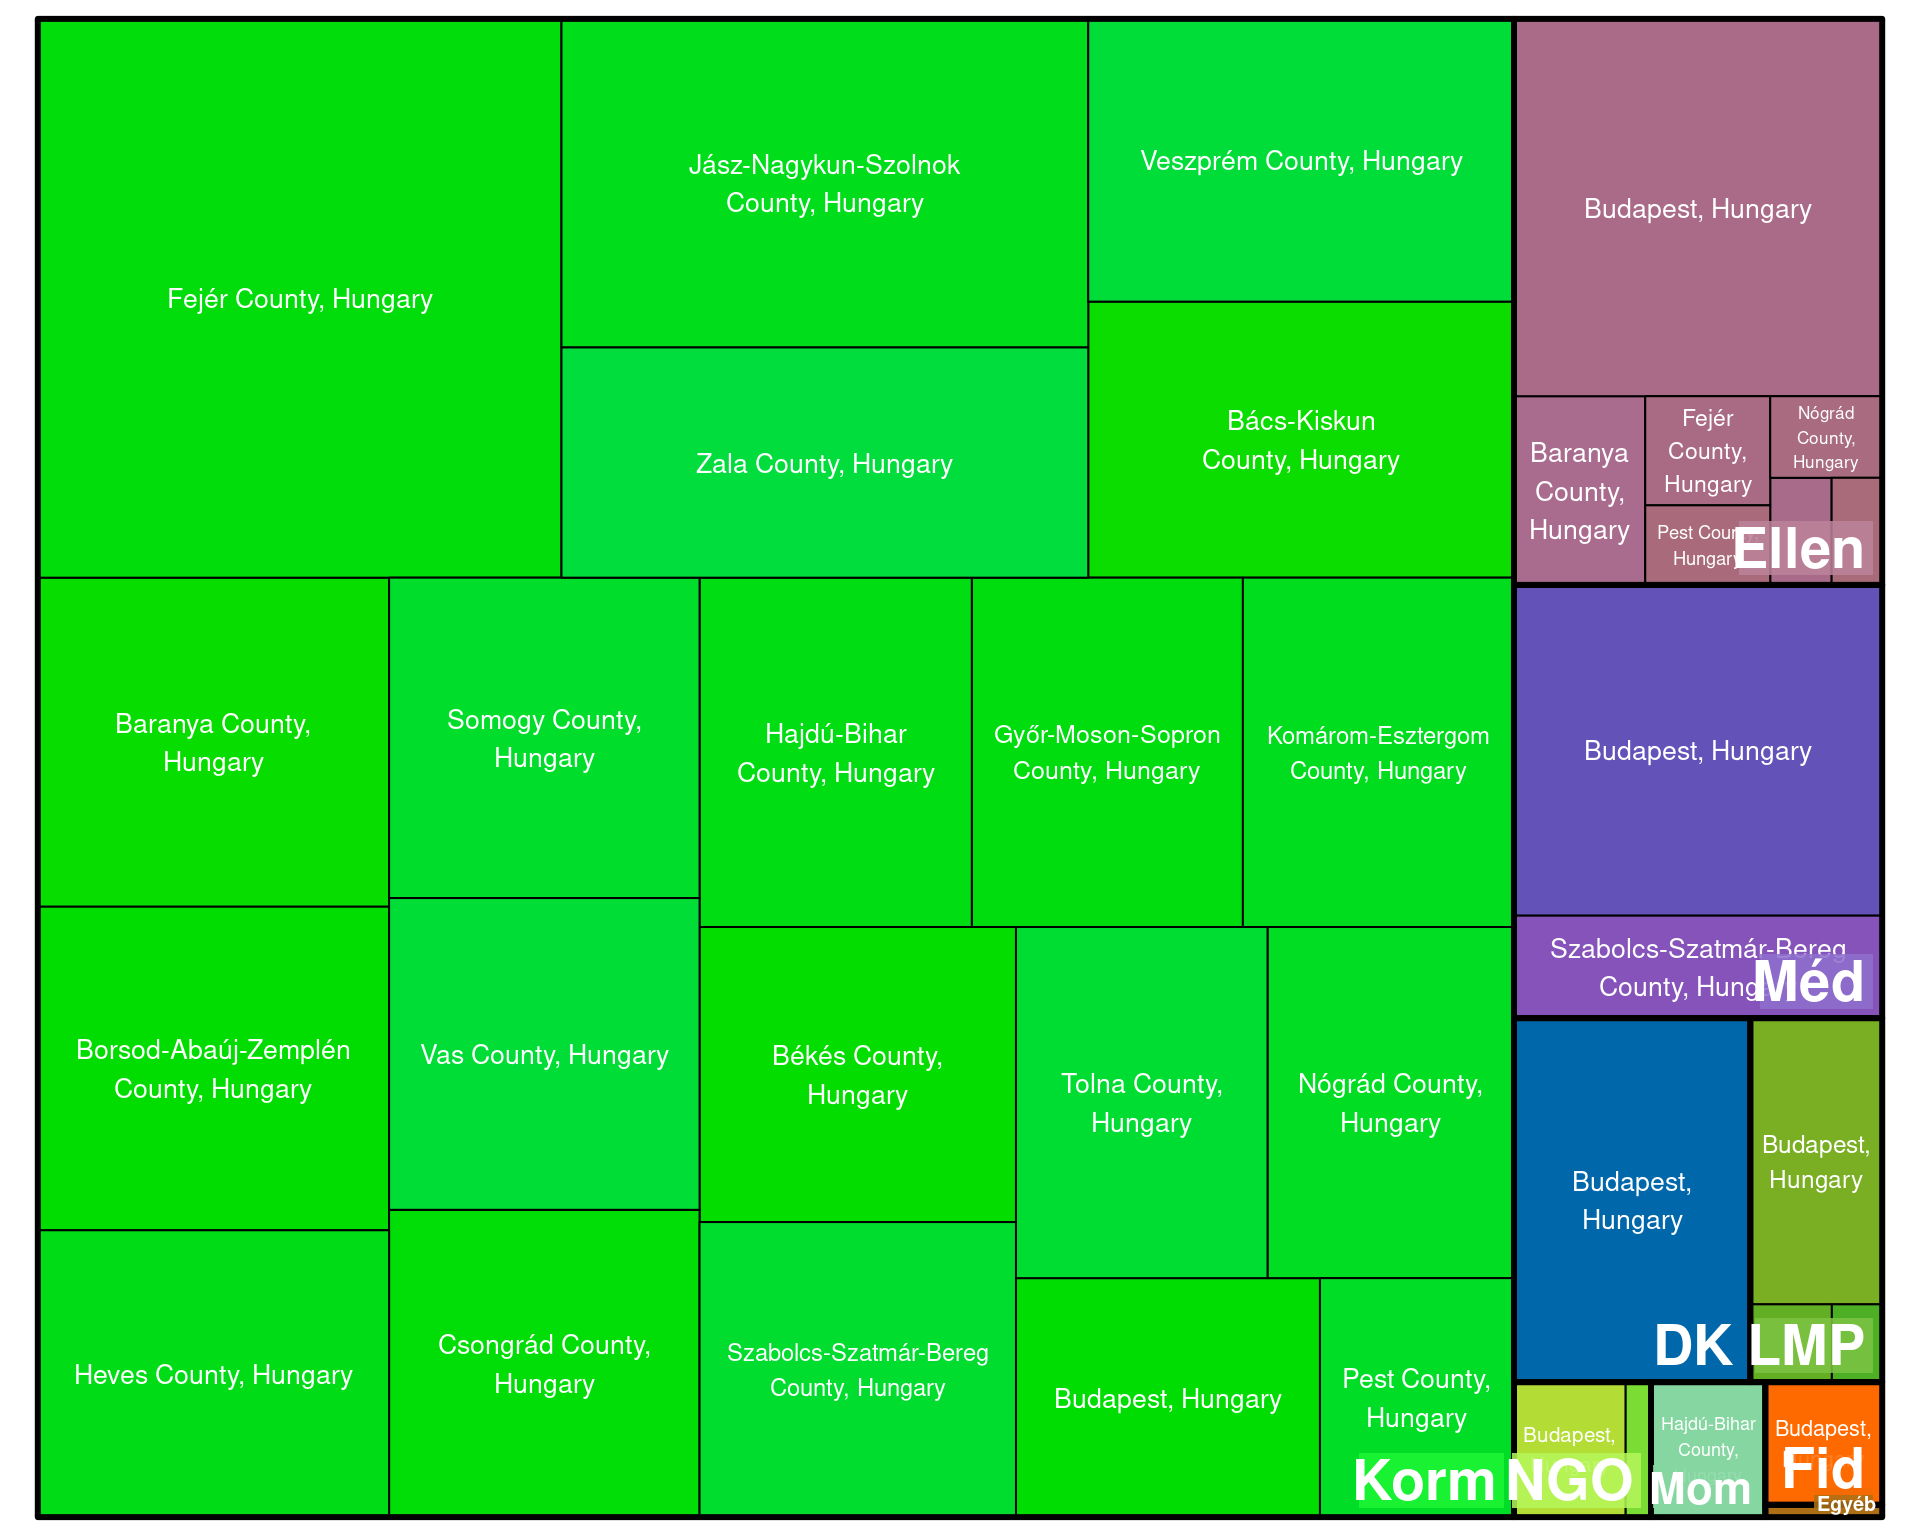 Fejér County, Hungary
Jász-Nagykun-Szolnok
County, Hungary
Zala County, Hungary
Veszprém County, Hungary
Bács-Kiskun
County, Hungary
Baranya County,
Hungary
Borsod-Abaúj-Zemplén
County, Hungary
Heves County, Hungary
Somogy County,
Hungary
Vas County, Hungary
Csongrád County,
Hungary
Hajdú-Bihar
County, Hungary
Győr-Moson-Sopron
County, Hungary
Komárom-Esztergom
County, Hungary
Békés County,
Hungary
Szabolcs-Szatmár-Bereg
County, Hungary
Tolna County,
Hungary
Nógrád County,
Hungary
Budapest, Hungary
Pest County,
Hungary
Korm
Budapest, Hungary
Baranya
County,
Hungary
Fejér
County,
Hungary
Pest County,
Hungary
Nógrád
County,
Hungary
Ellen
Budapest, Hungary
Szabolcs-Szatmár-Bereg
County, Hungary
Méd
Budapest,
Hungary
DK
Budapest,
Hungary
LMP
Budapest,
NGO
Hajdú-Bihar
County,
Hungary
Mom
Budapest,
Fid
Egyéb